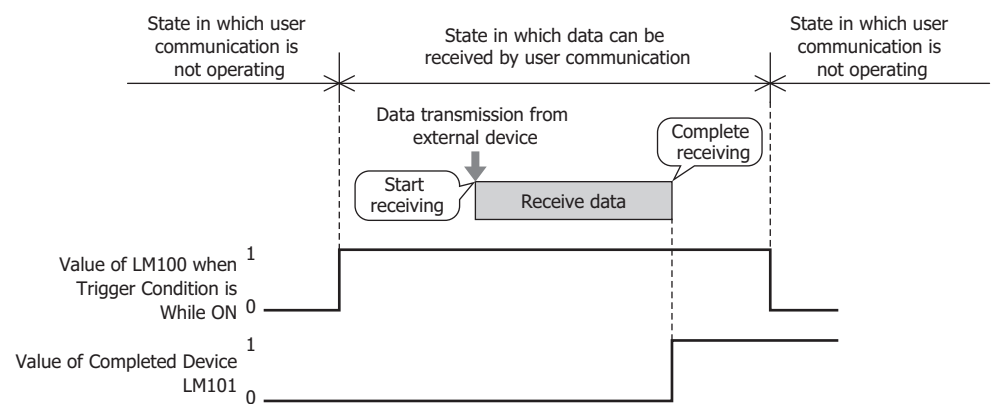 State in which user
communication is
not operating
State in which data can be
received by user communication
State in which user
communication is
not operating
Data transmission from
external device
Complete
receiving
Start
receiving
Receive data
Value of LM100 when
Trigger Condition is
While ON
1
0
Value of Completed Device
LM101
1
0